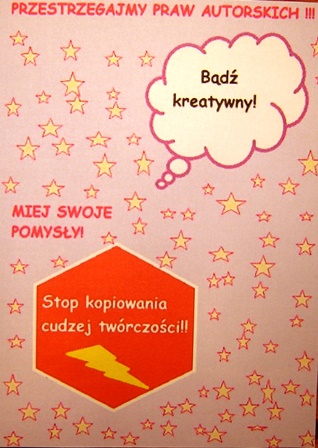 PRZESTRZEGAJMY PRAW AUTORSKICH !!!
Bądź
kreatywny!
MIEJ SWOJE
POMYSŁY!
Stop kopiowania
cudzej twórczości!!